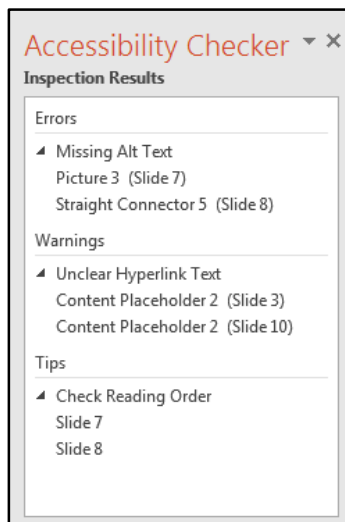 Accessibility Checker
Inspection Results
Errors
Missing Alt Text
Picture 3 (Slide 7)
Straight Connector 5 (Slide 8)
Warnings
Unclear Hyperlink Text
Content Placeholder 2 (Slide 3)
Content Placeholder 2 (Slide 10)
Tips
Check Reading Order
Slide 7
Slide 8